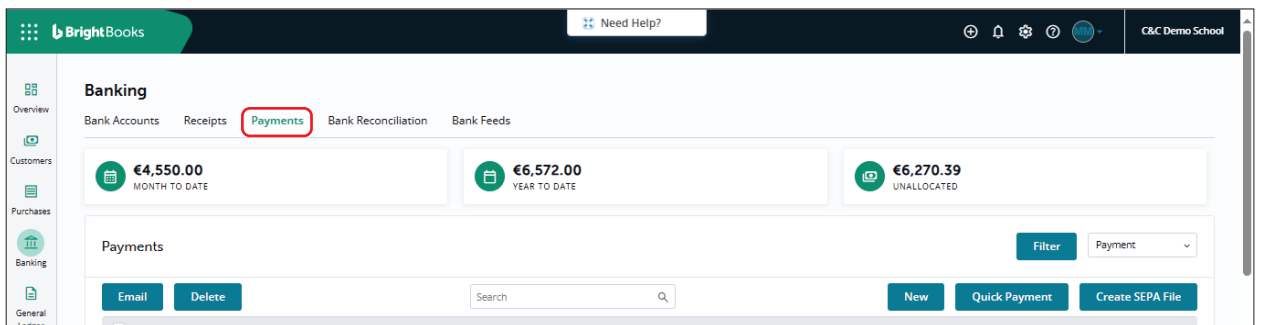 BrightBooks
Need Help?
MM
C&C Demo School
Overview
Customers
Purchases
Banking
General
Ledger
Banking
Bank Accounts Receipts Payments Bank Reconciliation Bank Feeds
€4,550.00
MONTH TO DATE
€6,572.00
YEAR TO DATE
€6,270.39
UNALLOCATED
Payments
Filter
Payment
Email Delete Search New Quick Payment Create SEPA File